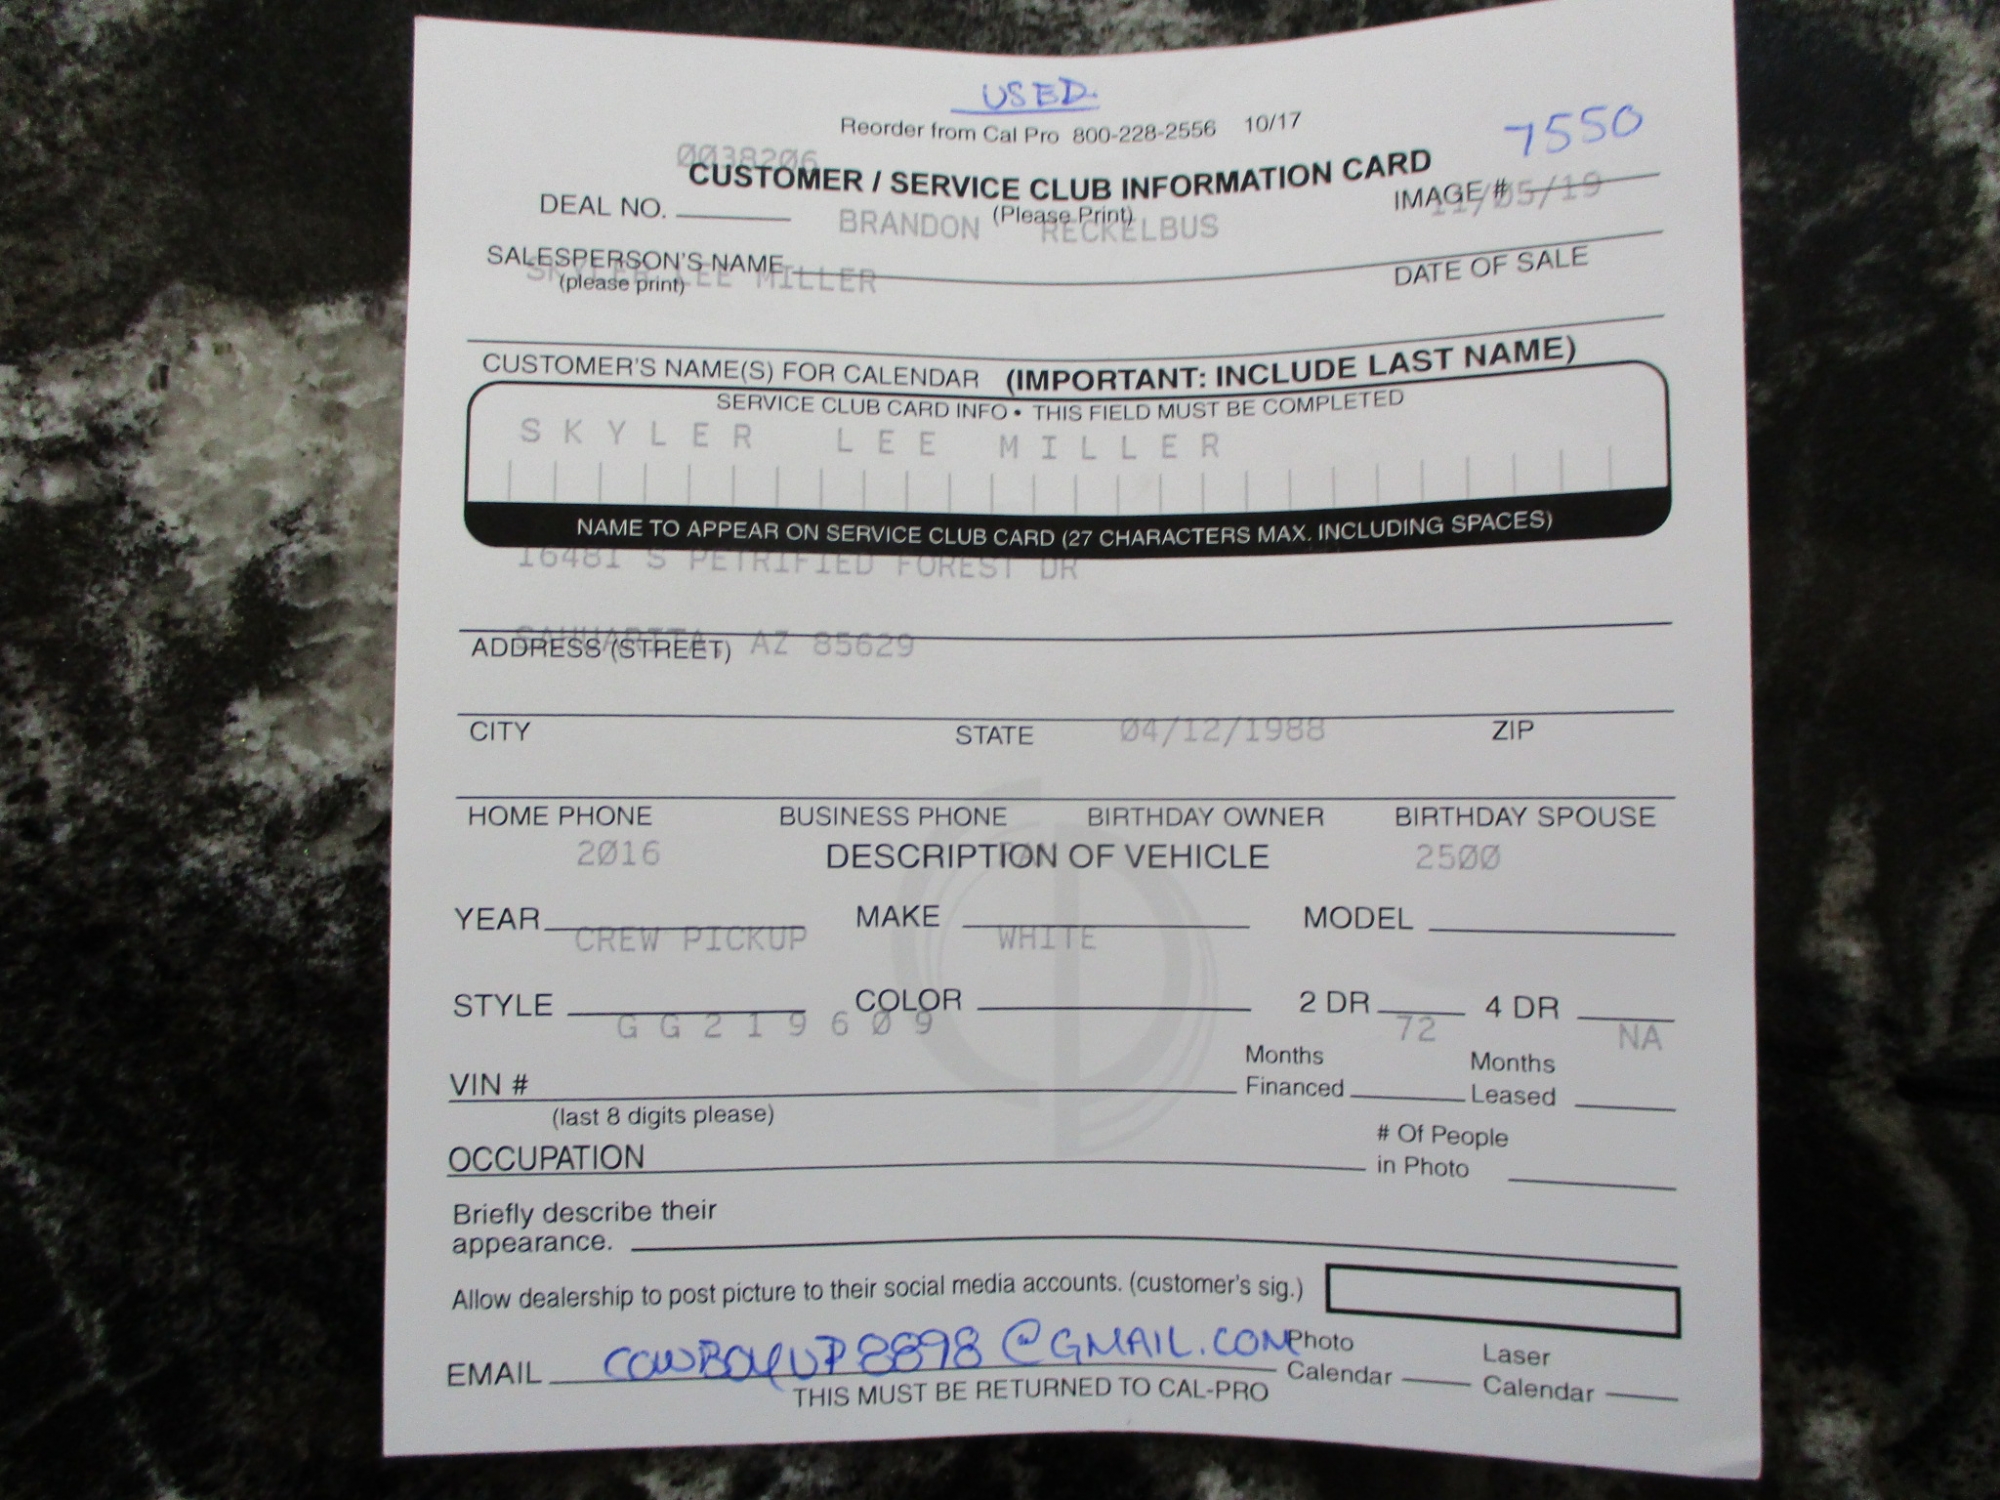 USED.
Reorder from Cal Pro 800-228-2556 10/17
7550
0038206
CUSTOMER / SERVICE CLUB INFORMATION CARD
DEAL NO.
(Please Print)
IMAGE #
11/05/19
BRANDON RECKELBUS
SALESPERSON'S NAME
(please print)
DATE OF SALE
SKYLER LEE MILLER
CUSTOMER'S NAME(S) FOR CALENDAR (IMPORTANT: INCLUDE LAST NAME)
SERVICE CLUB CARD INFO • THIS FIELD MUST BE COMPLETED
SKYLER LEE MILLER
NAME TO APPEAR ON SERVICE CLUB CARD (27 CHARACTERS MAX. INCLUDING SPACES)
16481 S PETRIFIED FOREST DR
SAHUARITA, AZ 85629
ADDRESS (STREET)
CITY STATE ZIP
04/12/1988
HOME PHONE BUSINESS PHONE BIRTHDAY OWNER BIRTHDAY SPOUSE
DESCRIPTION OF VEHICLE
2016 RAM 2500
YEAR MAKE MODEL
CREW PICKUP WHITE
STYLE COLOR 2 DR 4 DR
GG219609 72 NA
VIN # Months Financed Months Leased
(last 8 digits please)
OCCUPATION # Of People in Photo
Briefly describe their
appearance.
Allow dealership to post picture to their social media accounts. (customer's sig.)
EMAIL COWBOYUP8898@GMAIL.COM Photo Calendar Laser Calendar
THIS MUST BE RETURNED TO CAL-PRO